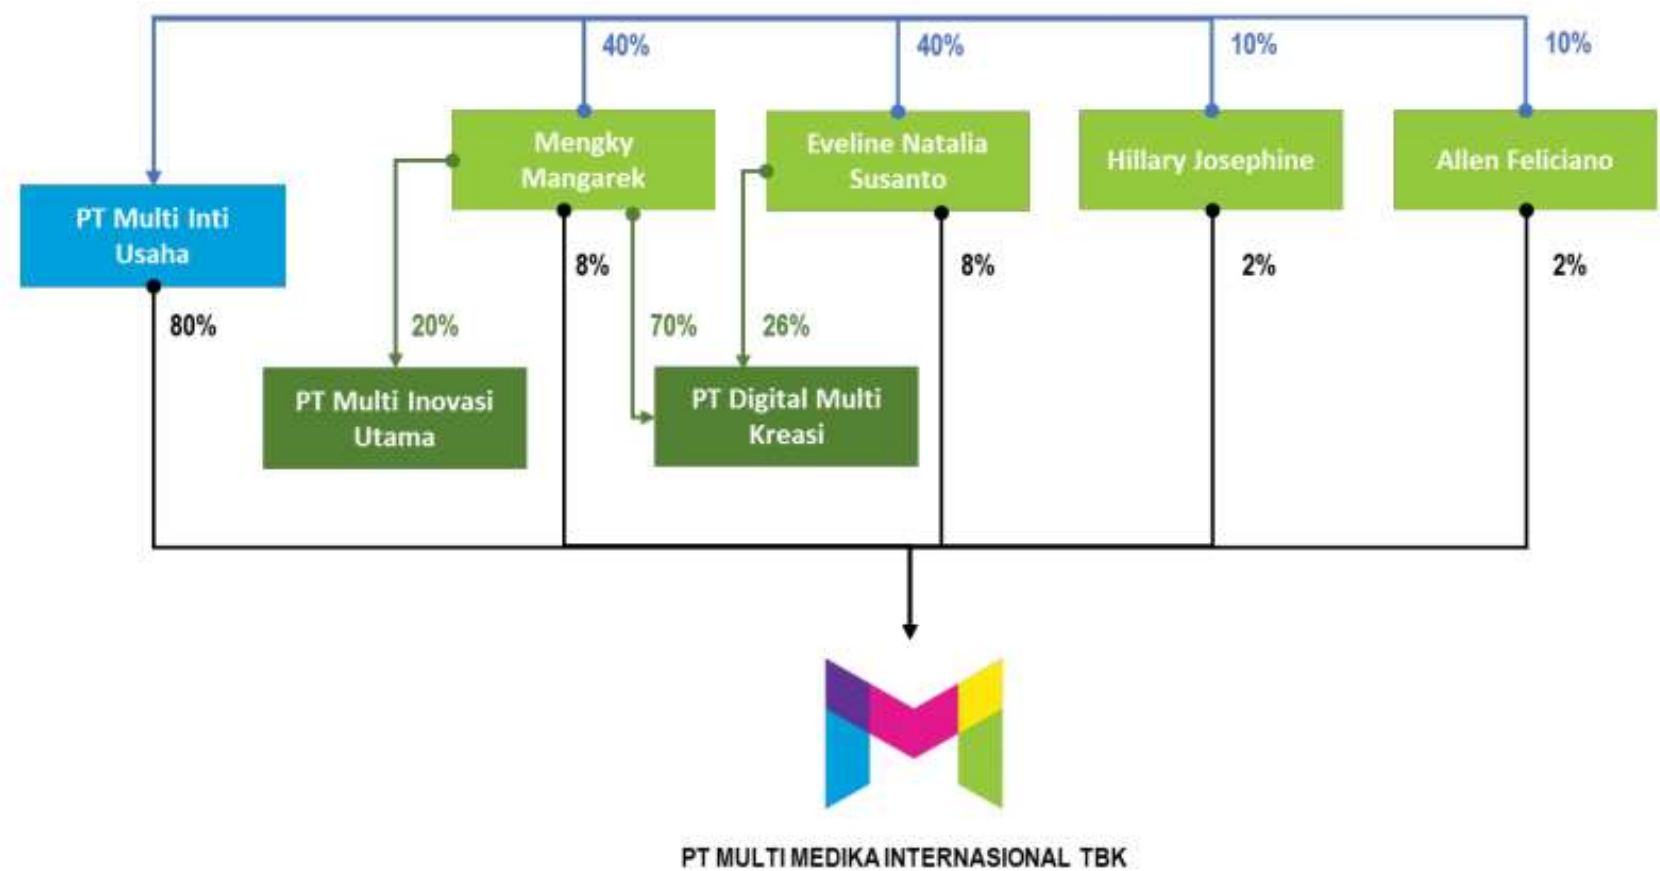 40%
40%
10%
10%
Mengky
Mangarek
Eveline Natalia
Susanto
Hillary Josephine
Allen Feliciano
PT Multi Inti
Usaha
8%
8%
2%
2%
80%
20%
70%
26%
PT Multi Inovasi
Utama
PT Digital Multi
Kreasi
PT MULTI MEDIKA INTERNASIONAL TBK